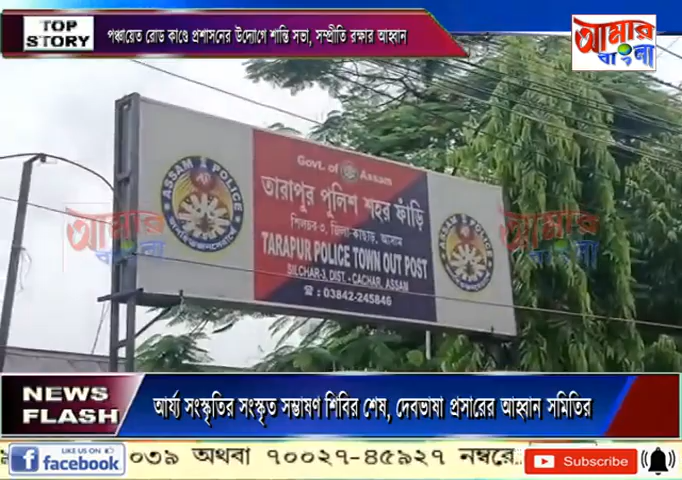 TOP STORY
পঞ্চায়েত রোড কাণ্ডে প্রশাসনের উদ্যোগে শান্তি সভা, সম্প্রীতি রক্ষার আহ্বান
আমার বাংলা
Govt. of Assam
তারাপুর পুলিশ শহর ফাঁড়ি
শিলচর-৩, জিলা-কাছাড়, আসাম
TARAPUR POLICE TOWN OUT POST
SILCHAR-3, DIST. - CACHAR, ASSAM
☎ : 03842-245846
ASSAM POLICE
ASSAM POLICE
আমার বাংলা
আমার বাংলা
NEWS FLASH
আর্য্য সংস্কৃতির সংস্কৃত সম্ভাষণ শিবির শেষ, দেবভাষা প্রসারের আহ্বান সমিতির
LIKE US ON
facebook
০৩৯ অথবা ৭০০২৭-৪৫৯২৭ নম্বরে..
Subscribe